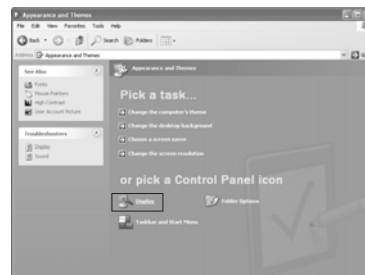 Appearance and Themes
File Edit View Favorites Tools Help
Back Search Folders
Address Appearance and Themes
See Also
Fonts
Mouse Pointers
High Contrast
User Account Picture
Troubleshooters
Display
Sound
Appearance and Themes
Pick a task...
Change the computer's theme
Change the desktop background
Choose a screen saver
Change the screen resolution
or pick a Control Panel icon
Display Folder Options
Taskbar and Start Menu